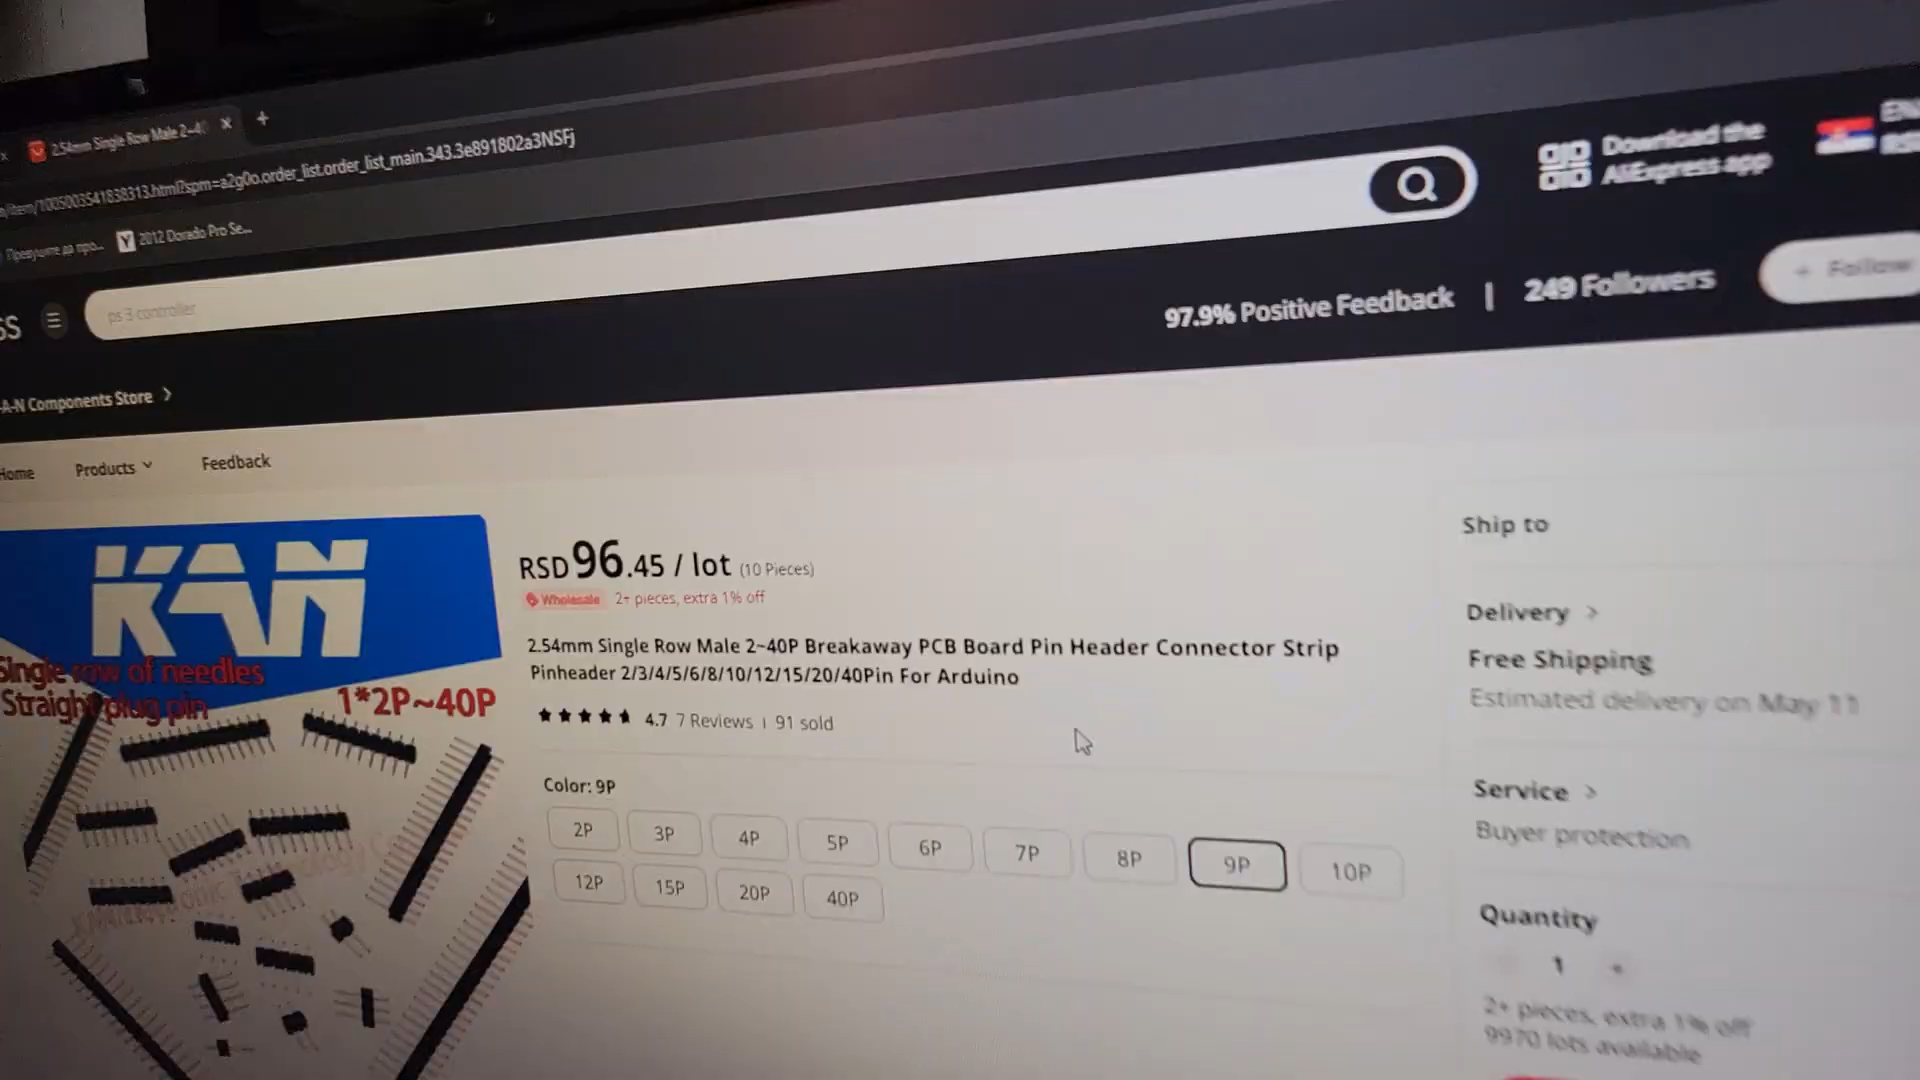 2.54mm Single Row Male 2~4
/item/1005003541838313.html?spm=a2g0o.order_list.order_list_main.343.3e891802a3NSFj
2012 Dorado Pro Se...
ps 3 controller
Download the
AliExpress app
97.9% Positive Feedback | 249 Followers
+ Follow
-A-N Components Store >
Home Products Feedback
KAN
Single row of needles
Straight plug pin
1*2P~40P
RSD96.45 / lot (10 Pieces)
Wholesale 2+ pieces, extra 1% off
2.54mm Single Row Male 2~40P Breakaway PCB Board Pin Header Connector Strip
Pinheader 2/3/4/5/6/8/10/12/15/20/40Pin For Arduino
4.7 7 Reviews | 91 sold
Color: 9P
2P 3P 4P 5P 6P 7P 8P 9P 10P
12P 15P 20P 40P
Ship to
Delivery >
Free Shipping
Estimated delivery on May 11
Service >
Buyer protection
Quantity
1 +
2+ pieces, extra 1% off
9970 lots available